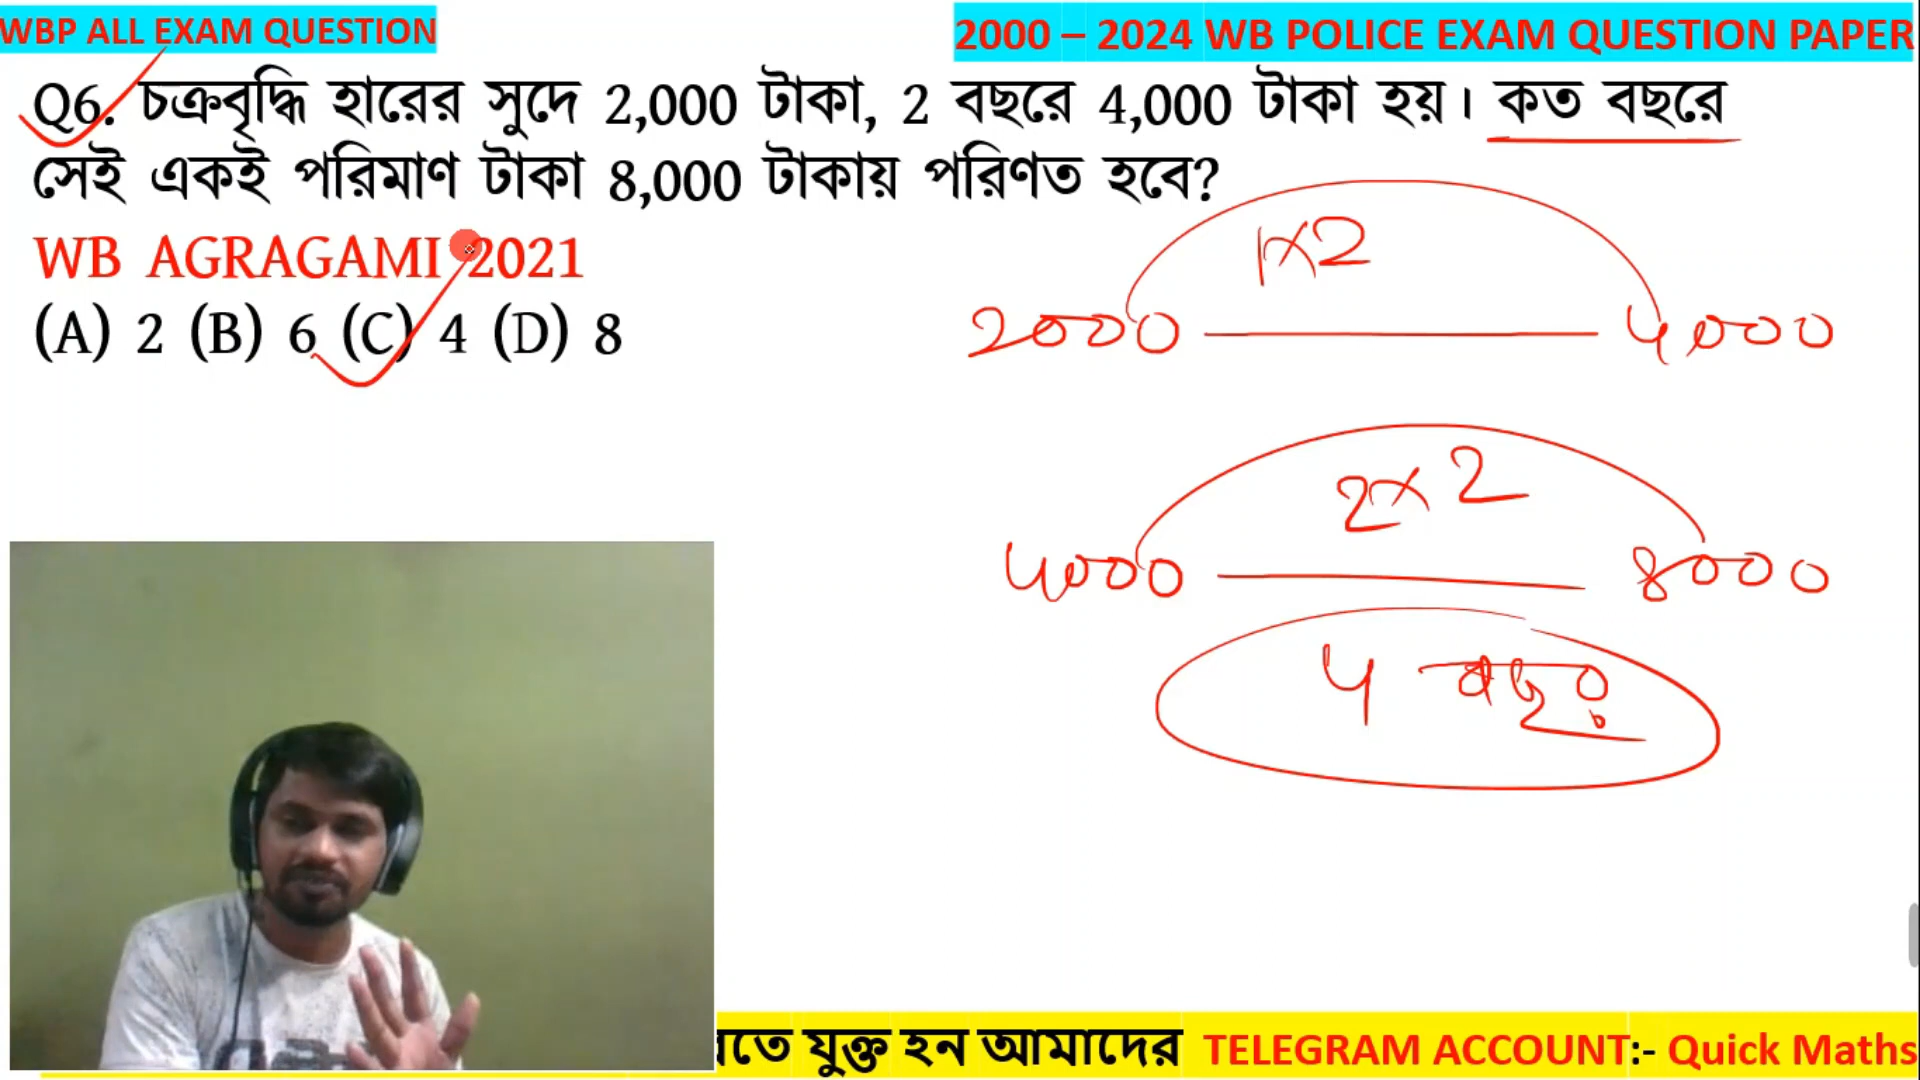 WBP ALL EXAM QUESTION
2000 – 2024 WB POLICE EXAM QUESTION PAPER
Q6. চক্রবৃদ্ধি হারের সুদে 2,000 টাকা, 2 বছরে 4,000 টাকা হয়। কত বছরে
সেই একই পরিমাণ টাকা 8,000 টাকায় পরিণত হবে?
WB AGRAGAMI 2021
(A) 2 (B) 6 (C) 4 (D) 8
1×2
2000 4000
2×2
4000 8000
4 বছর
যুক্ত হন আমাদের TELEGRAM ACCOUNT:- Quick Maths